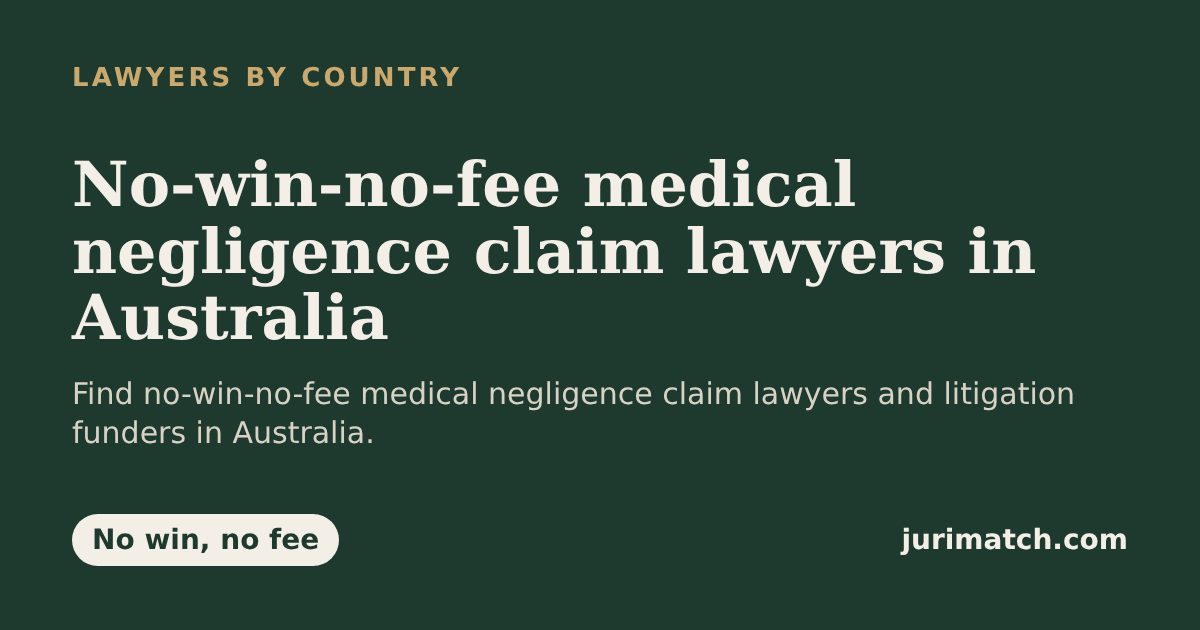 LAWYERS BY COUNTRY
No-win-no-fee medical
negligence claim lawyers in
Australia
Find no-win-no-fee medical negligence claim lawyers and litigation
funders in Australia.
No win, no fee
jurimatch.com